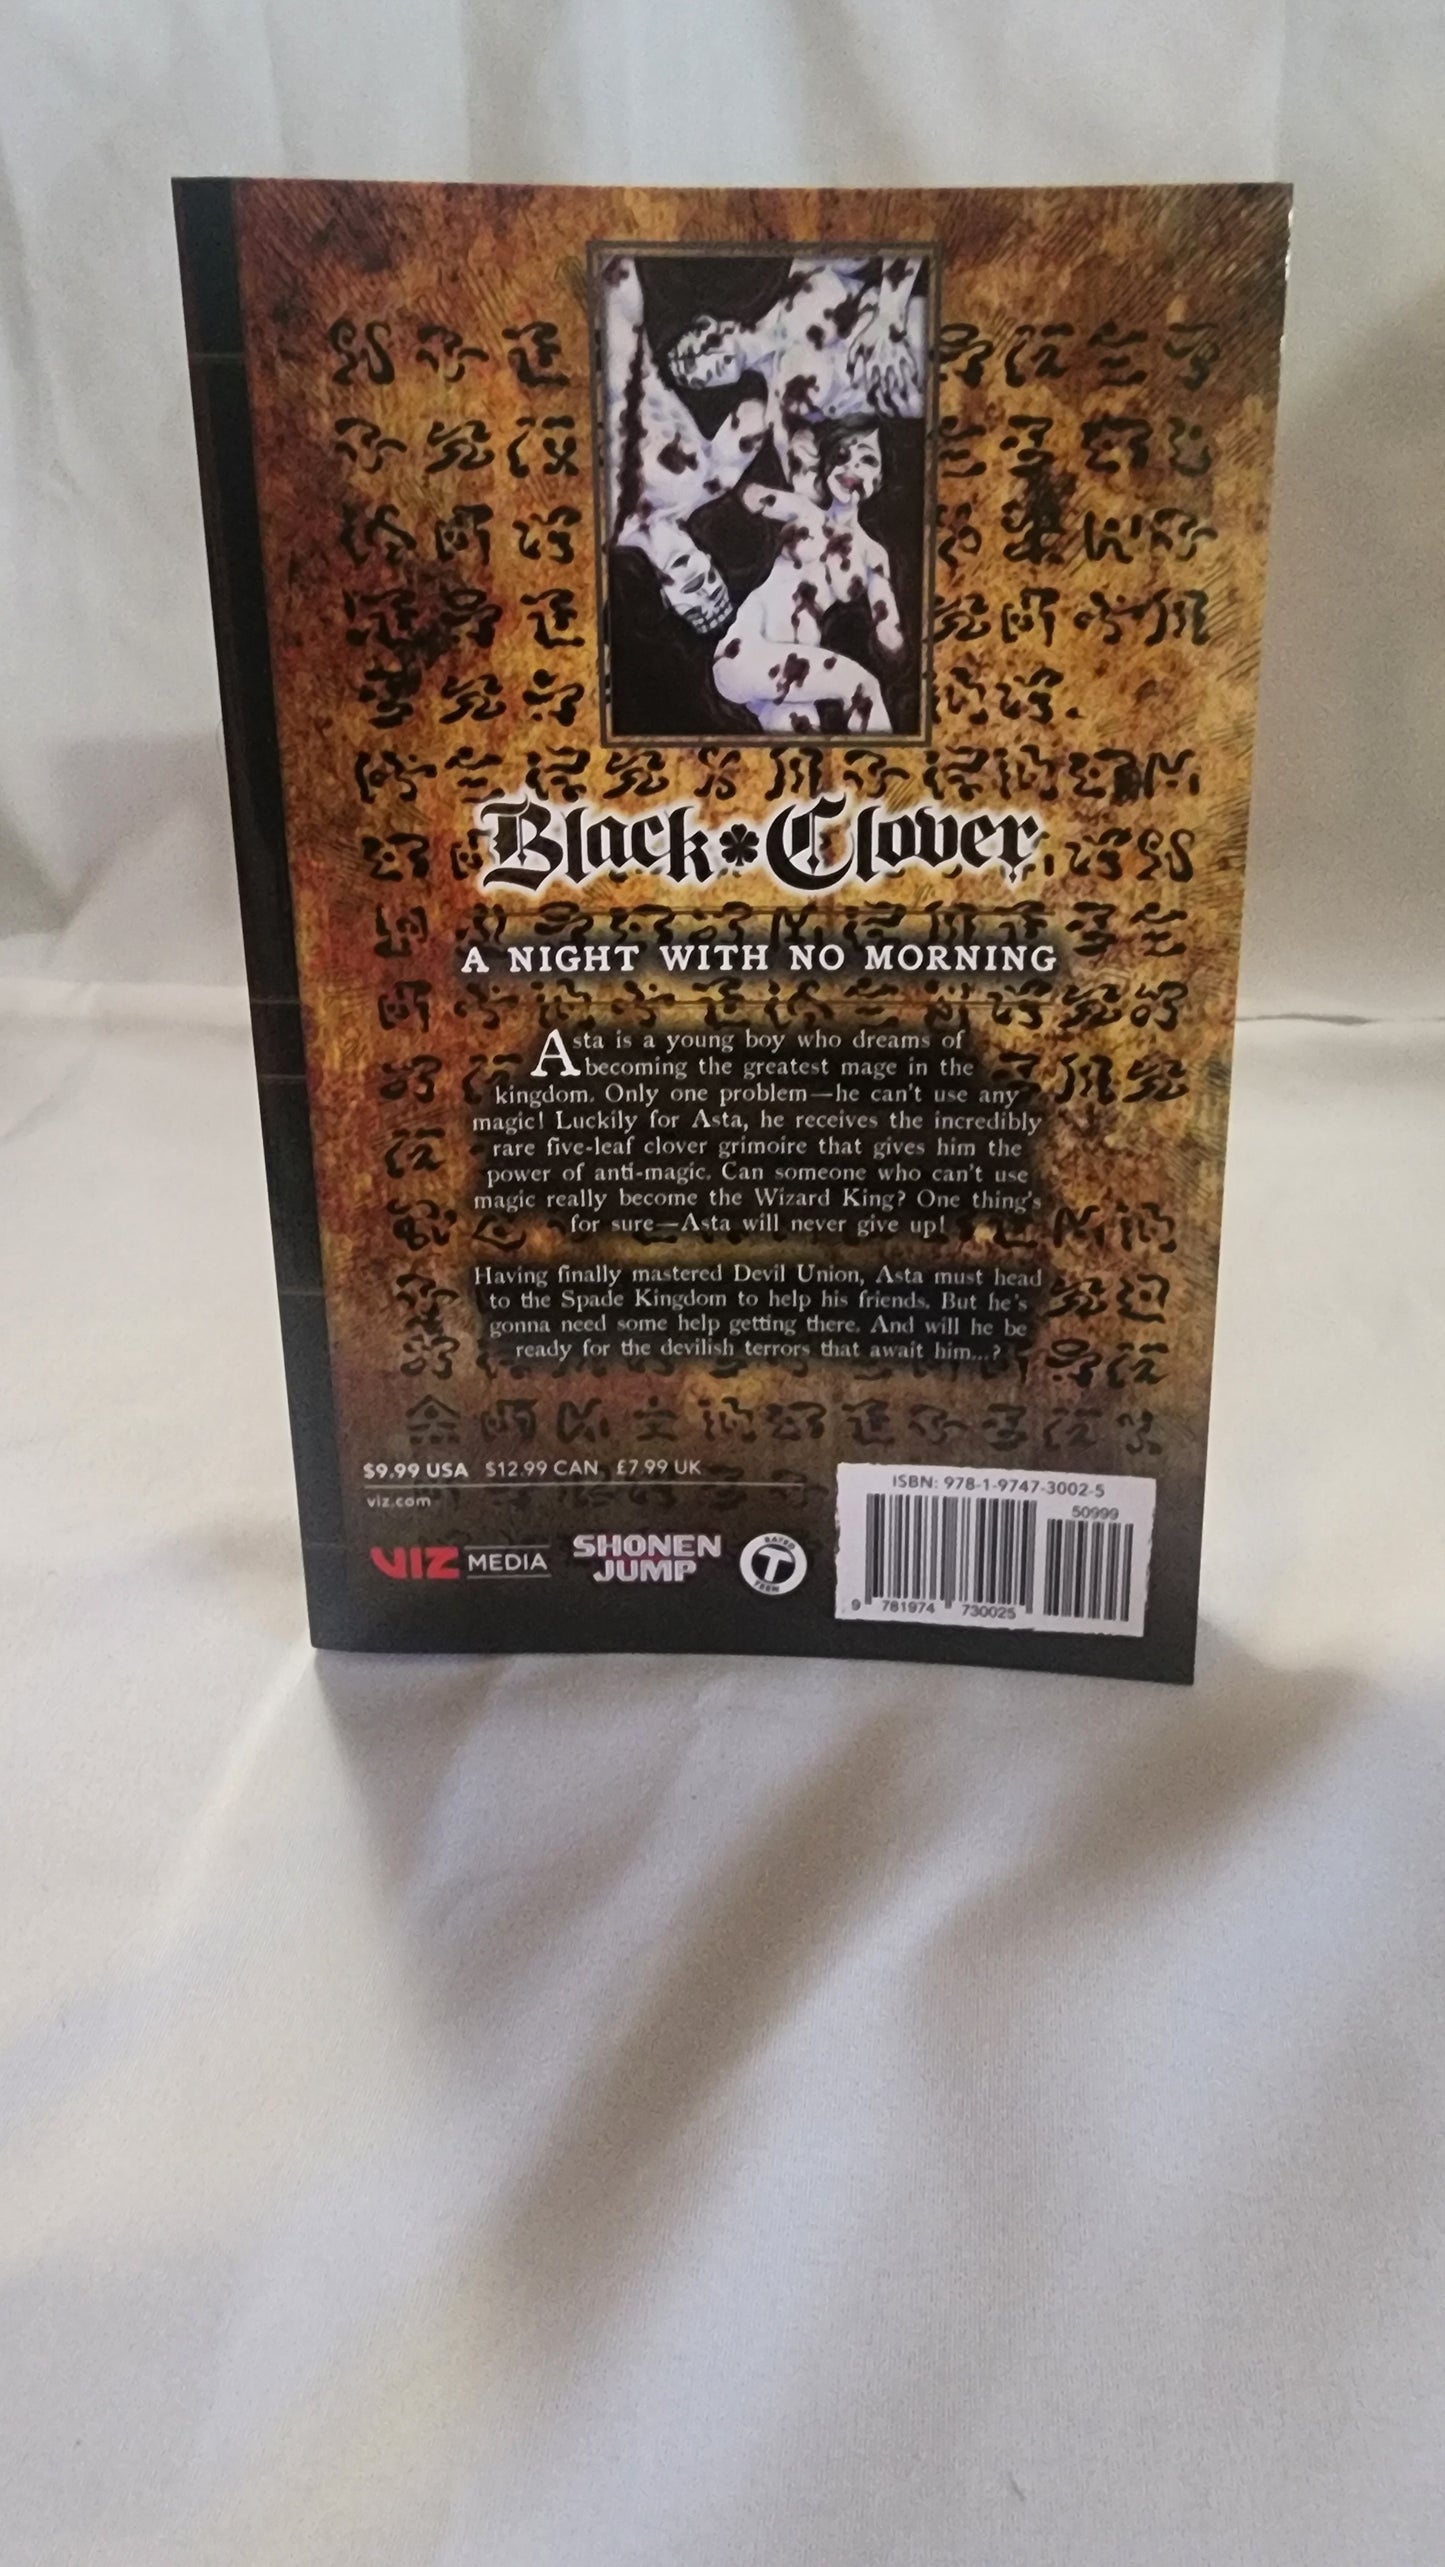 Black Clover
A NIGHT WITH NO MORNING
Asta is a young boy who dreams of
becoming the greatest mage in the
kingdom. Only one problem—he can't use any
magic! Luckily for Asta, he receives the incredibly
rare five-leaf clover grimoire that gives him the
power of anti-magic. Can someone who can't use
magic really become the Wizard King? One thing's
for sure—Asta will never give up!
Having finally mastered Devil Union, Asta must head
to the Spade Kingdom to help his friends. But he's
gonna need some help getting there. And will he be
ready for the devilish terrors that await him...?
$9.99 USA $12.99 CAN £7.99 UK
viz.com
VIZ MEDIA
SHONEN
JUMP
RATED
T
TEEN
ISBN: 978-1-9747-3002-5
50999
9 781974 730025